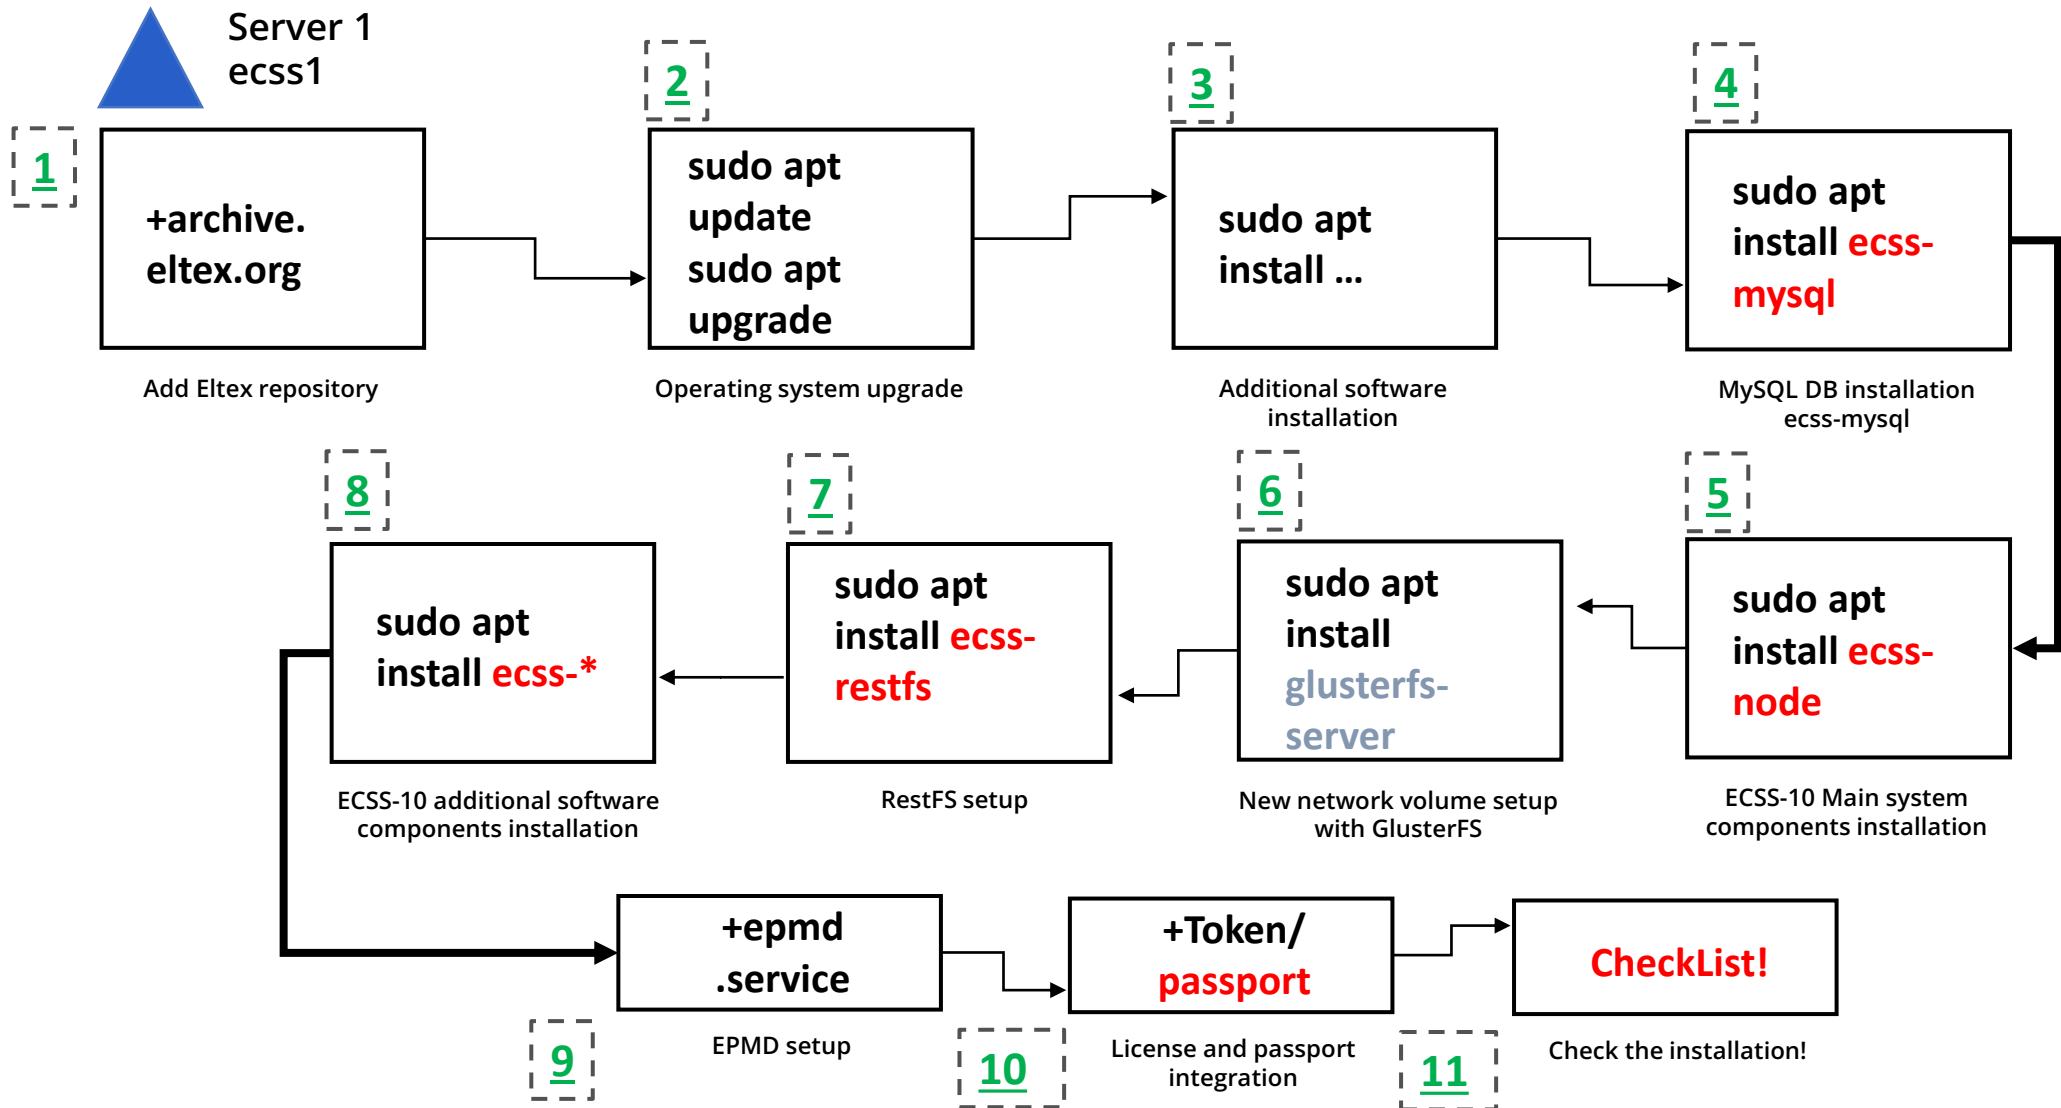 Server 1
ecss1
1
+archive.
eltex.org
Add Eltex repository
2
sudo apt
update
sudo apt
upgrade
Operating system upgrade
3
sudo apt
install ...
Additional software
installation
4
sudo apt
install ecss-
mysql
MySQL DB installation
ecss-mysql
5
sudo apt
install ecss-
node
ECSS-10 Main system
components installation
6
sudo apt
install
glusterfs-
server
New network volume setup
with GlusterFS
7
sudo apt
install ecss-
restfs
RestFS setup
8
sudo apt
install ecss-*
ECSS-10 additional software
components installation
9
+epmd
.service
EPMD setup
10
+Token/
passport
License and passport
integration
11
CheckList!
Check the installation!